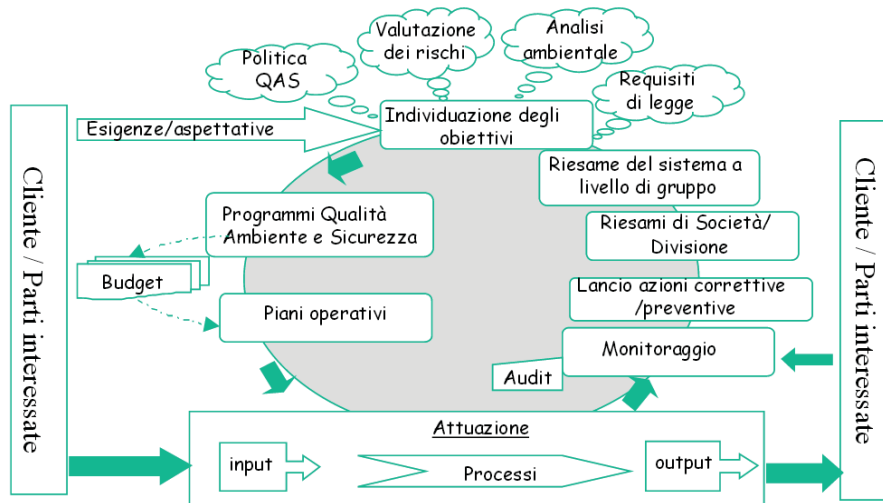 Politica
QAS
Valutazione
dei rischi
Analisi
ambientale
Requisiti
di legge
Esigenze/aspettative
Individuazione degli
obiettivi
Riesame del sistema a
livello di gruppo
Programmi Qualità
Ambiente e Sicurezza
Riesami di Società/
Divisione
Budget
Lancio azioni correttive
/preventive
Piani operativi
Monitoraggio
Audit
Attuazione
input
Processi
output
Cliente / Parti interessate
Cliente / Parti interessate